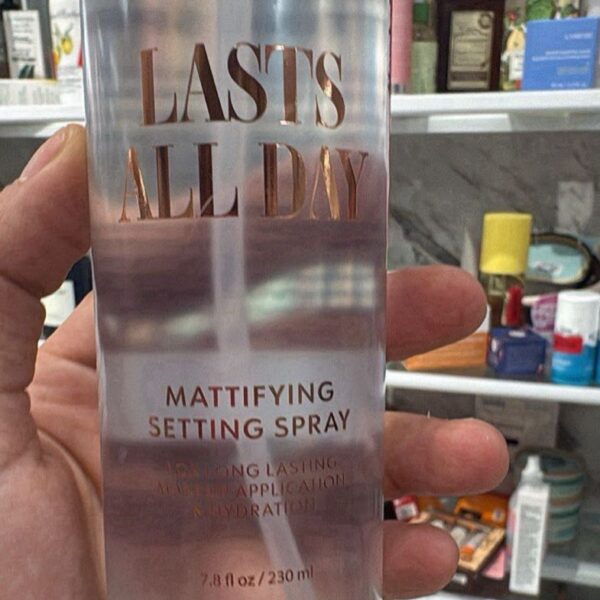 LASTS
ALL DAY
MATTIFYING
SETTING SPRAY
LONG LASTING
APPLICATION
& HYDRATION
7.8 fl oz / 230 ml